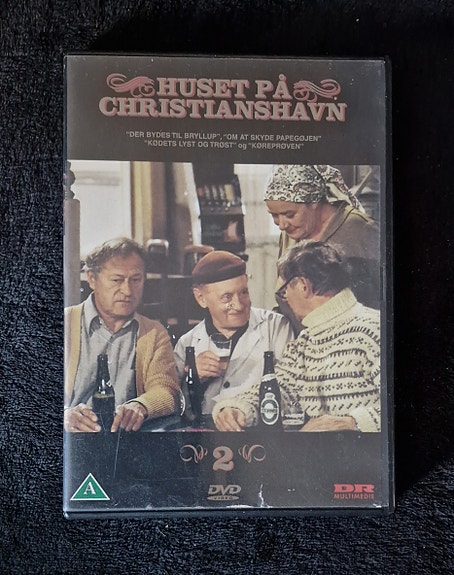 HUSET PÅ
CHRISTIANSHAVN
"DER BYDES TIL BRYLLUP", "OM AT SKYDE PAPEGØJEN"
"KØDETS LYST OG TRØST" og "KØREPRØVEN"
2
A
DVD
VIDEO
DR
MULTIMEDIE